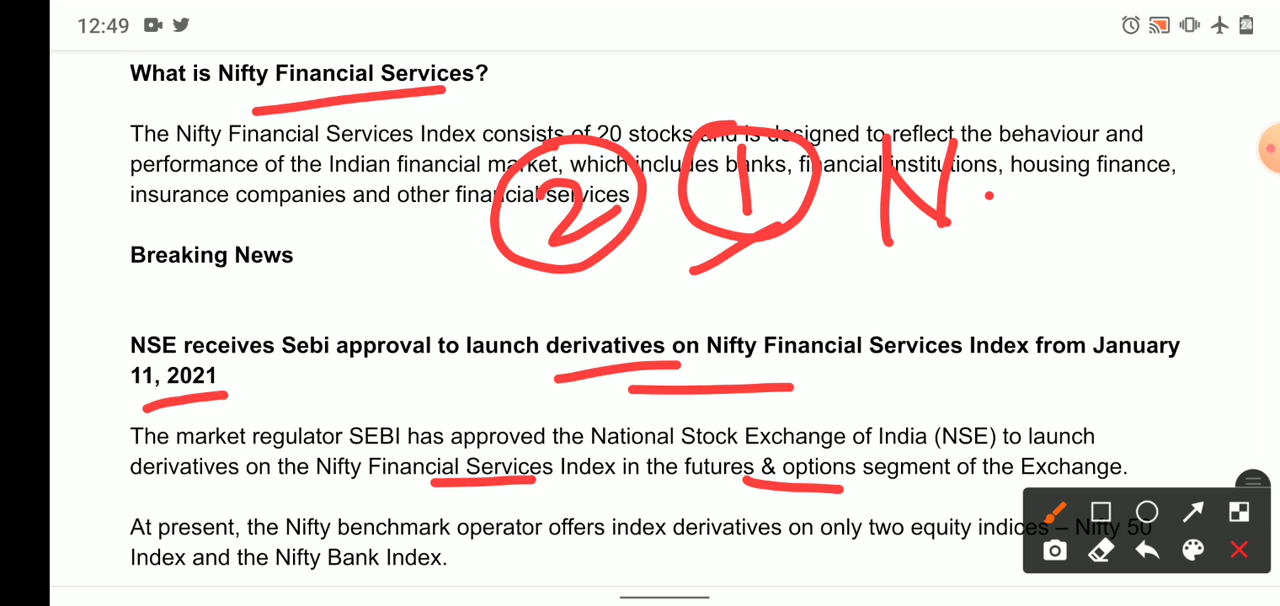 12:49
24
What is Nifty Financial Services?
The Nifty Financial Services Index consists of 20 stocks and is designed to reflect the behaviour and
performance of the Indian financial market, which includes banks, financial institutions, housing finance,
insurance companies and other financial services
2 1 N.
Breaking News
NSE receives Sebi approval to launch derivatives on Nifty Financial Services Index from January
11, 2021
The market regulator SEBI has approved the National Stock Exchange of India (NSE) to launch
derivatives on the Nifty Financial Services Index in the futures & options segment of the Exchange.
At present, the Nifty benchmark operator offers index derivatives on only two equity indices – Nifty 50
Index and the Nifty Bank Index.